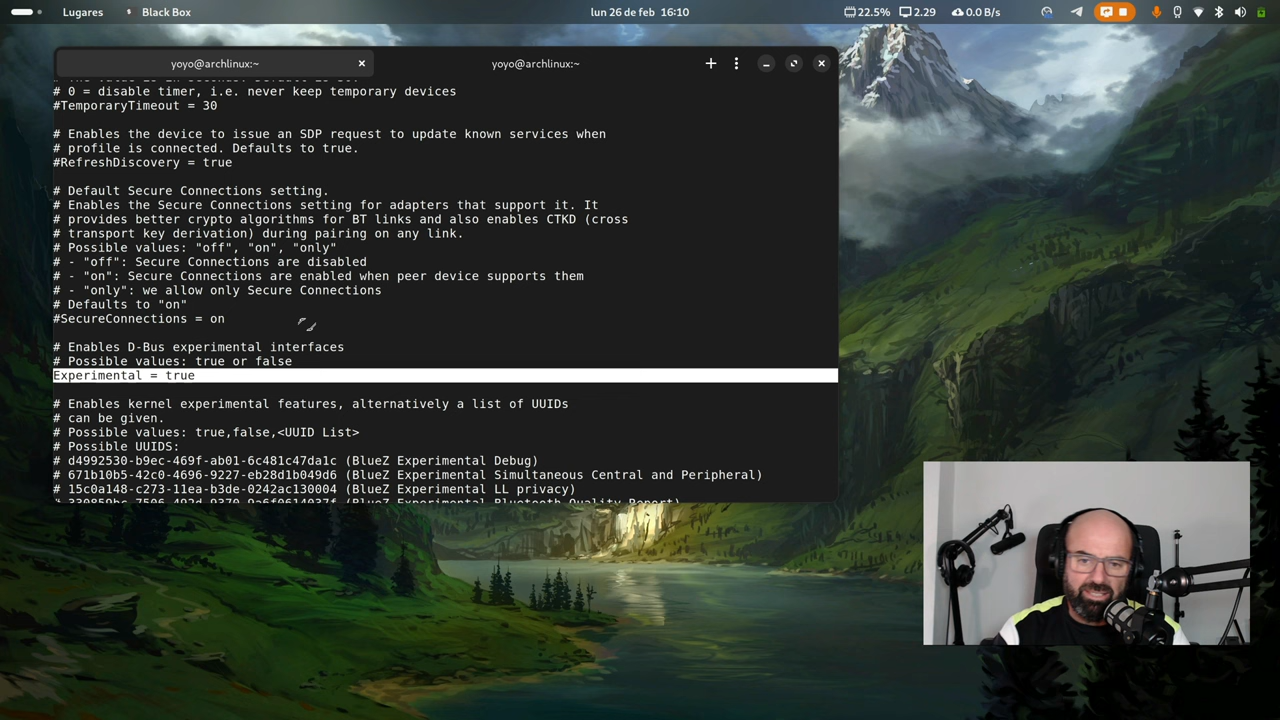 Lugares
Black Box
lun 26 de feb 16:10
22.5%
2.29
0.0 B/s
yoyo@archlinux:~
yoyo@archlinux:~
# 0 = disable timer, i.e. never keep temporary devices
#TemporaryTimeout = 30
# Enables the device to issue an SDP request to update known services when
# profile is connected. Defaults to true.
#RefreshDiscovery = true
# Default Secure Connections setting.
# Enables the Secure Connections setting for adapters that support it. It
# provides better crypto algorithms for BT links and also enables CTKD (cross
# transport key derivation) during pairing on any link.
# Possible values: "off", "on", "only"
# - "off": Secure Connections are disabled
# - "on": Secure Connections are enabled when peer device supports them
# - "only": we allow only Secure Connections
# Defaults to "on"
#SecureConnections = on
# Enables D-Bus experimental interfaces
# Possible values: true or false
Experimental = true
# Enables kernel experimental features, alternatively a list of UUIDs
# can be given.
# Possible values: true,false,<UUID List>
# Possible UUIDS:
# d4992530-b9ec-469f-ab01-6c481c47da1c (BlueZ Experimental Debug)
# 671b10b5-42c0-4696-9227-eb28d1b049d6 (BlueZ Experimental Simultaneous Central and Peripheral)
# 15c0a148-c273-11ea-b3de-0242ac130004 (BlueZ Experimental LL privacy)